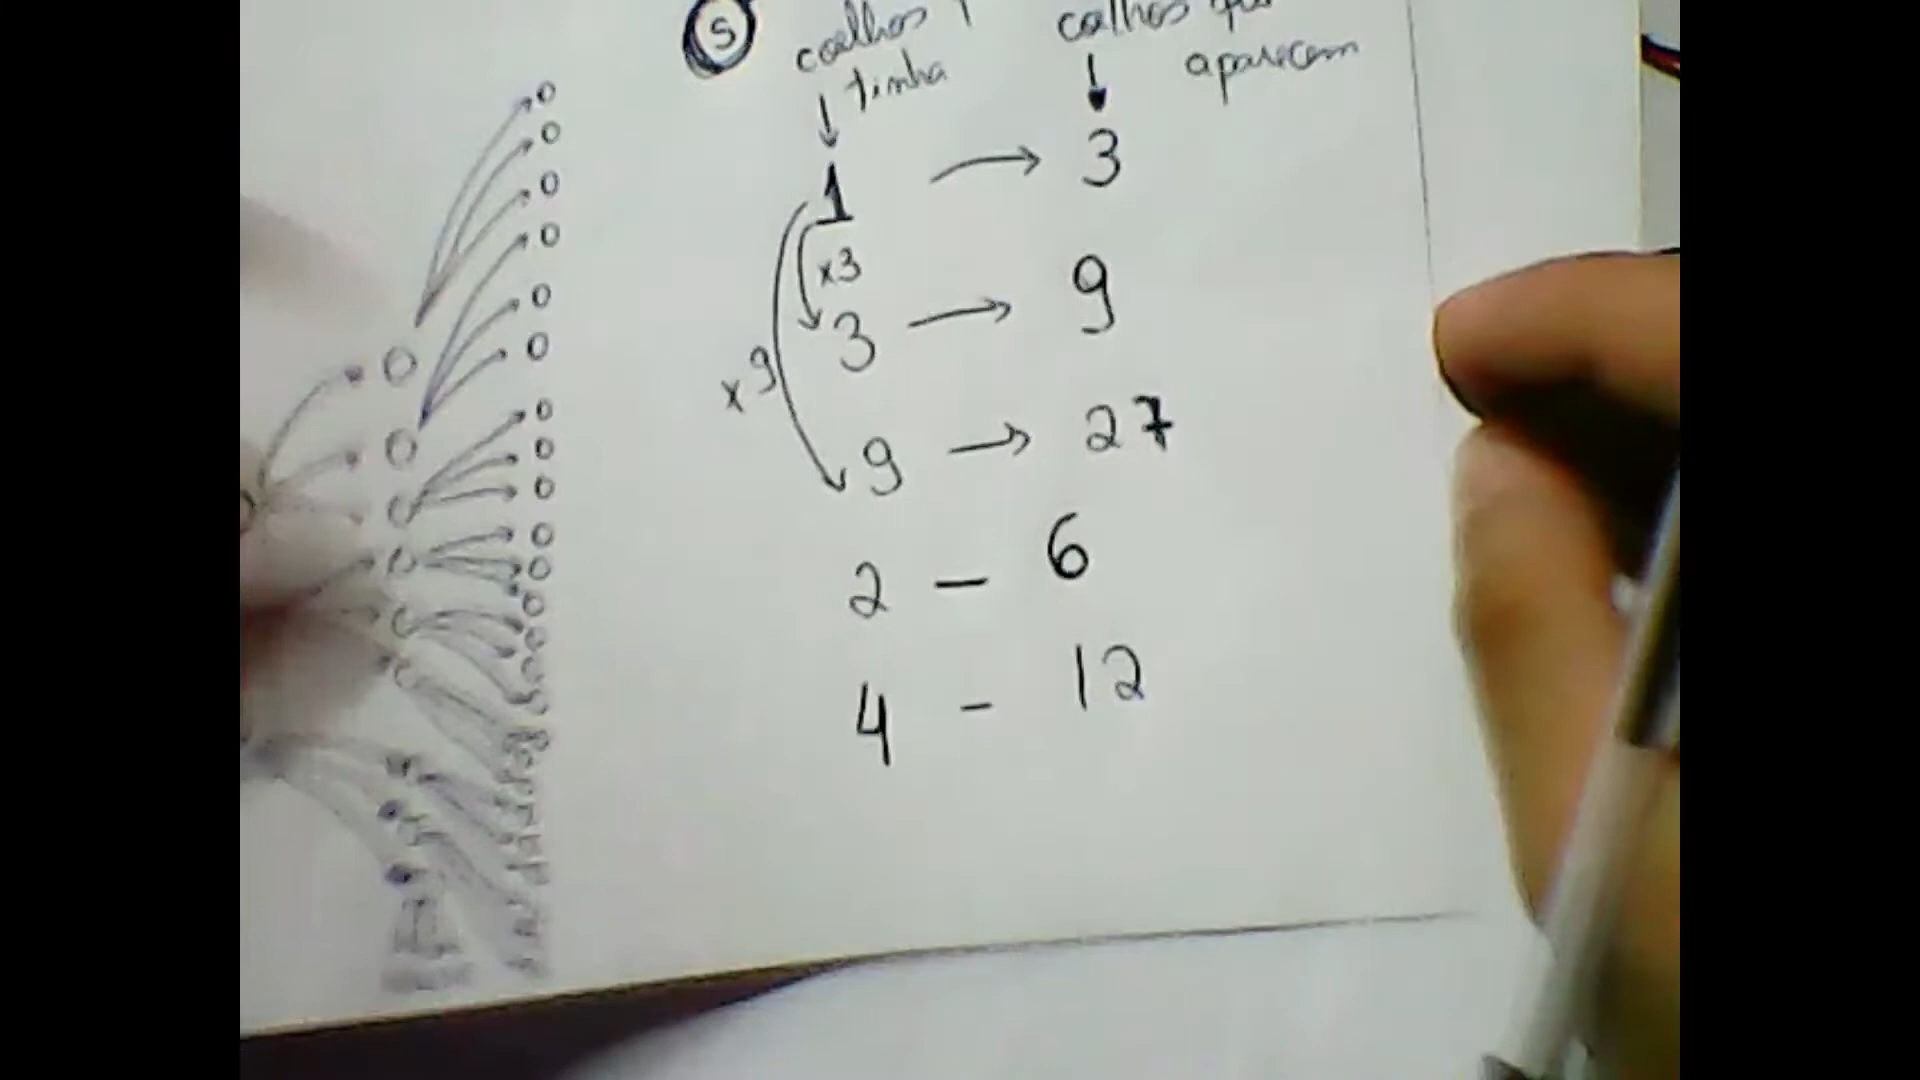 5 coelhos
tinha
coelhos
aparecem
↓ ↓
1 → 3
x3
3 → 9
x9
9 → 27
2 – 6
4 – 12